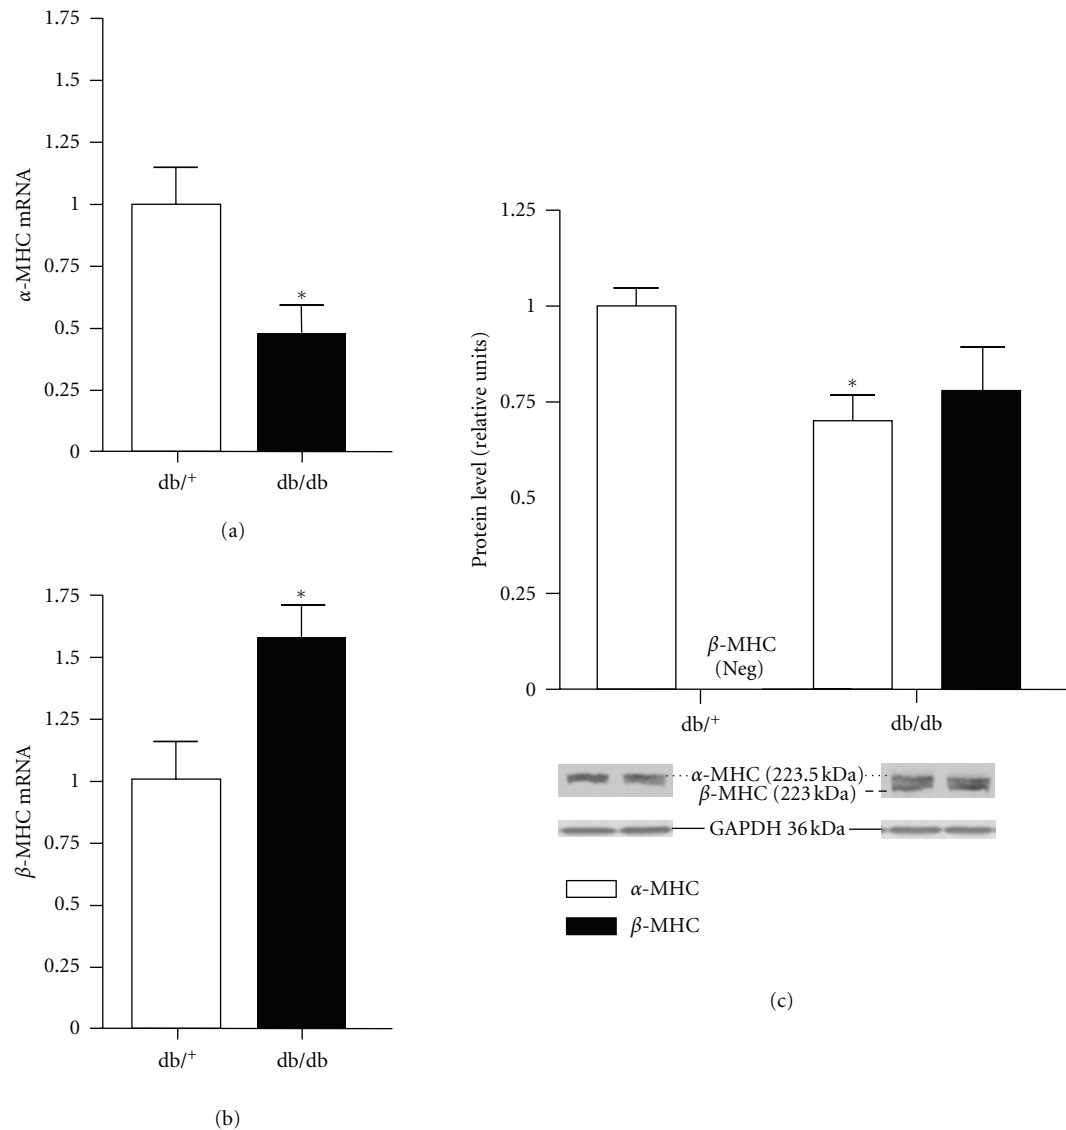 1.75
1.5
1.25
1
0.75
0.5
0.25
0
α-MHC mRNA
*
db/+
db/db
(a)
1.75
1.5
1.25
1
0.75
0.5
0.25
0
β-MHC mRNA
*
db/+
db/db
(b)
1.25
1
0.75
0.5
0.25
0
Protein level (relative units)
*
β-MHC
(Neg)
db/+
db/db
α-MHC (223.5 kDa)
β-MHC (223 kDa)
GAPDH 36 kDa
α-MHC
β-MHC
(c)